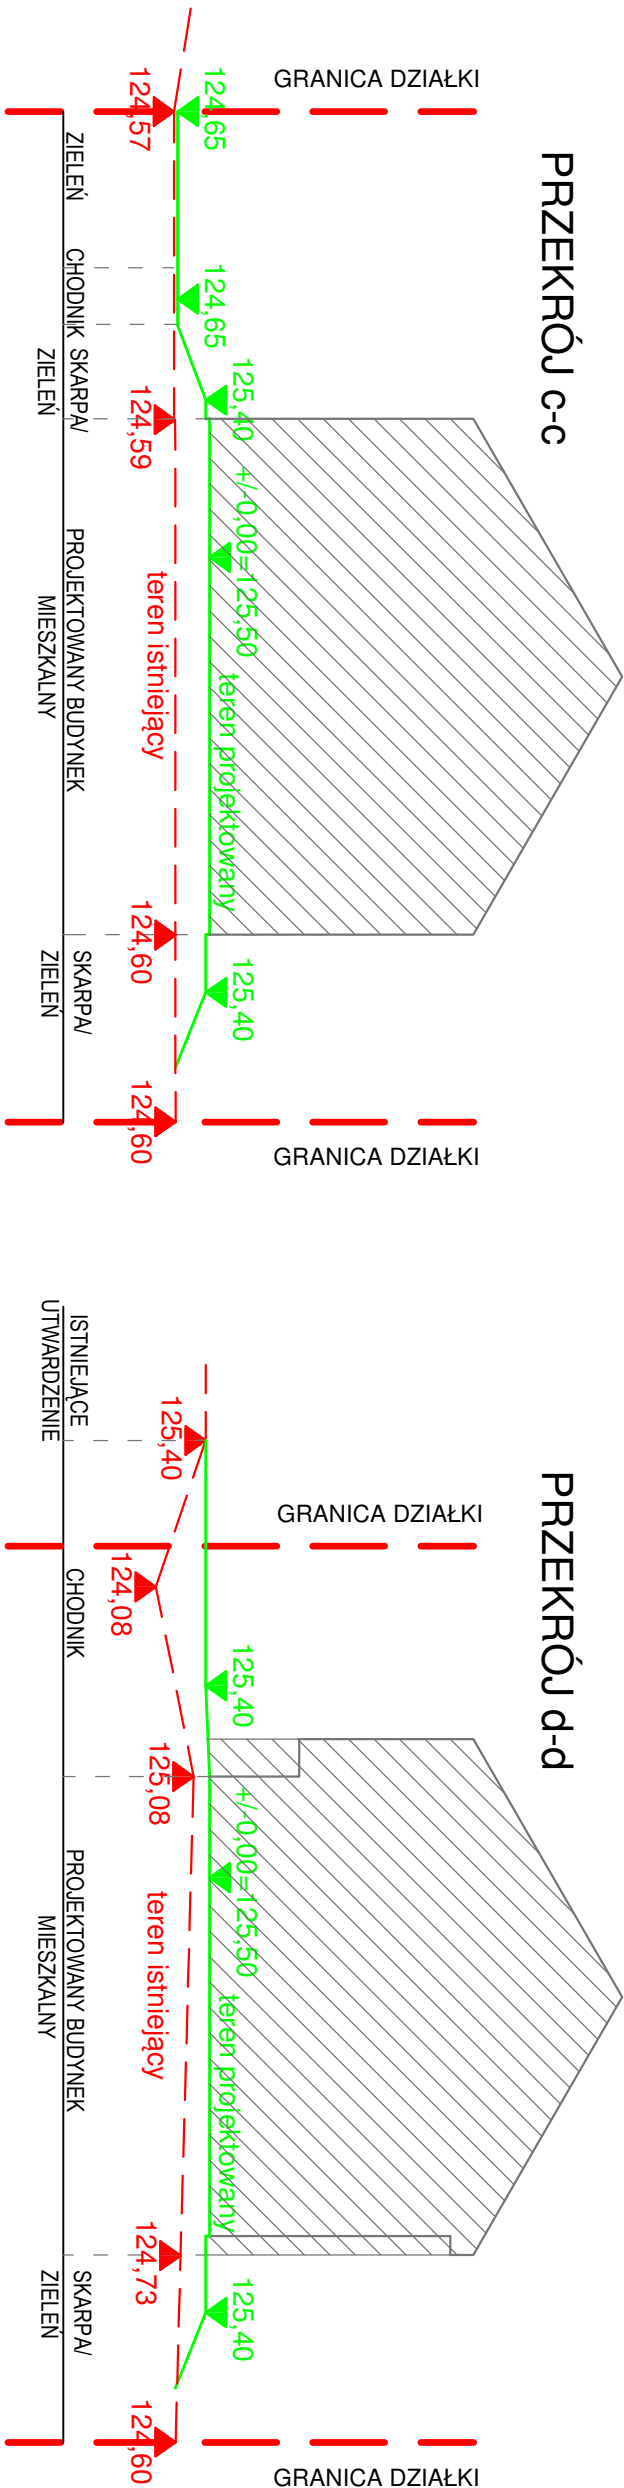 PRZEKRÓJ c-c
GRANICA DZIAŁKI
GRANICA DZIAŁKI
124,65
124,65
125,40
+/-0,00=125,50
teren projektowany
125,40
124,57
124,59
teren istniejący
124,60
124,60
ZIELEŃ
CHODNIK
SKARPA/
ZIELEŃ
PROJEKTOWANY BUDYNEK
MIESZKALNY
SKARPA/
ZIELEŃ
PRZEKRÓJ d-d
GRANICA DZIAŁKI
GRANICA DZIAŁKI
125,40
+/-0,00=125,50
teren projektowany
125,40
125,40
124,08
125,08
teren istniejący
124,73
124,60
ISTNIEJĄCE
UTWARDZENIE
CHODNIK
PROJEKTOWANY BUDYNEK
MIESZKALNY
SKARPA/
ZIELEŃ